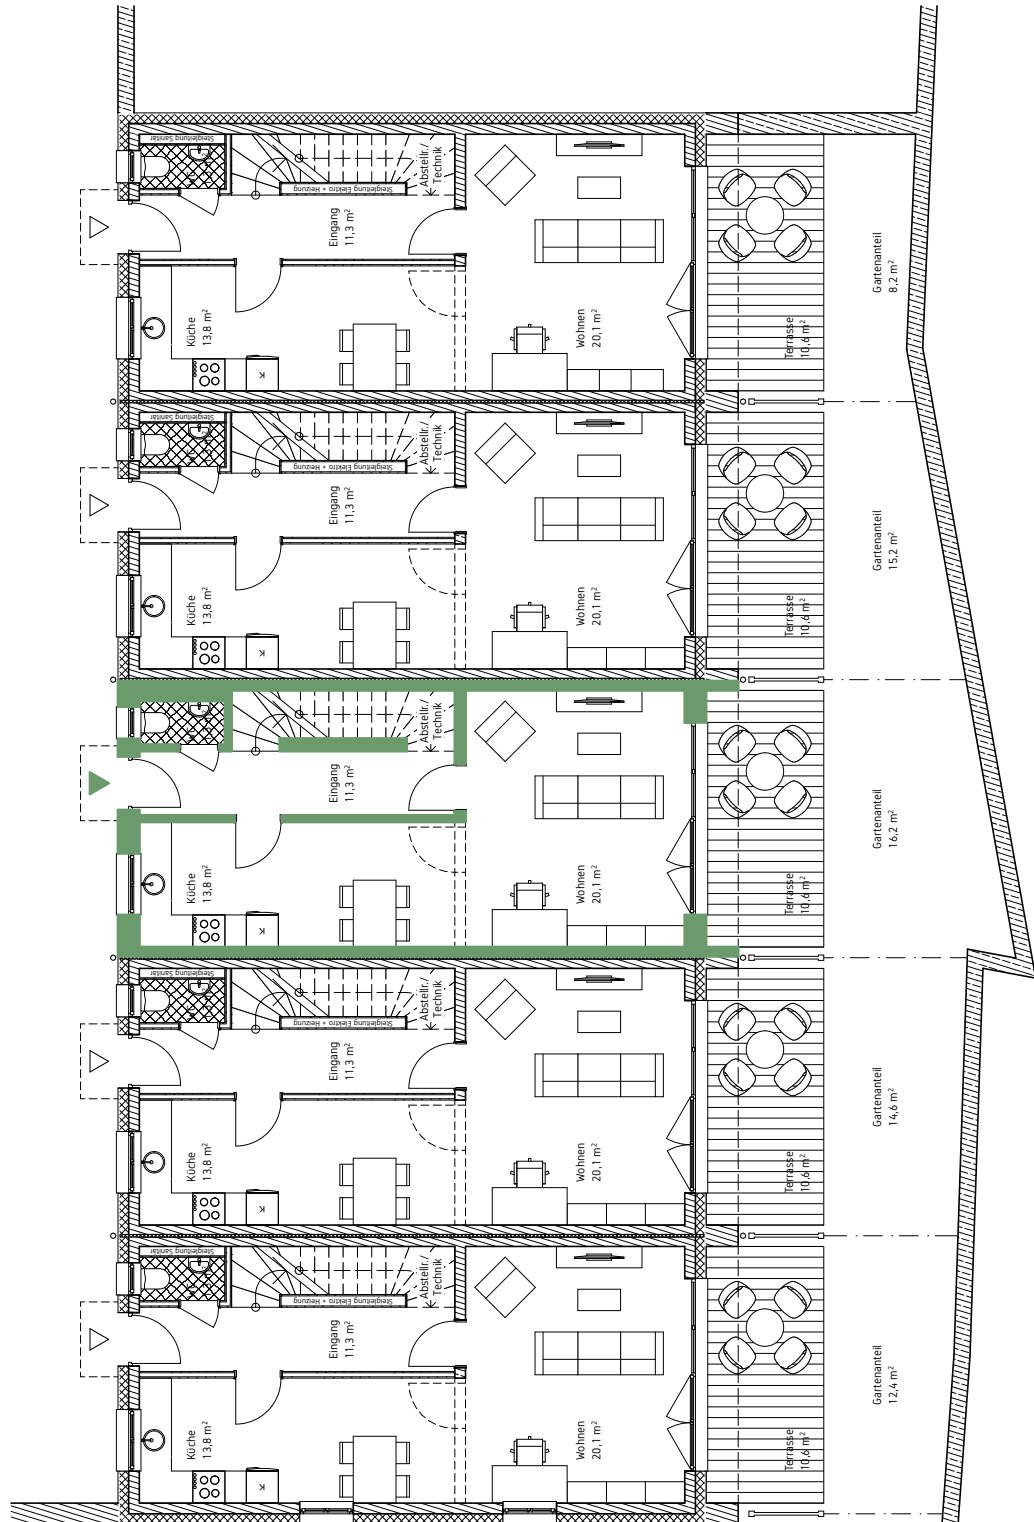 Steigleitung Sanitär
Steigleitung Elektro + Heizung
Abstellr./
Technik
Eingang
11,3 m²
Küche
13,8 m²
K
Wohnen
20,1 m²
Terrasse
10,6 m²
Gartenanteil
8,2 m²
Steigleitung Sanitär
Steigleitung Elektro + Heizung
Abstellr./
Technik
Eingang
11,3 m²
Küche
13,8 m²
K
Wohnen
20,1 m²
Terrasse
10,6 m²
Gartenanteil
15,2 m²
Abstellr./
Technik
Eingang
11,3 m²
Küche
13,8 m²
K
Wohnen
20,1 m²
Terrasse
10,6 m²
Gartenanteil
16,2 m²
Steigleitung Sanitär
Steigleitung Elektro + Heizung
Abstellr./
Technik
Eingang
11,3 m²
Küche
13,8 m²
K
Wohnen
20,1 m²
Terrasse
10,6 m²
Gartenanteil
14,6 m²
Steigleitung Sanitär
Steigleitung Elektro + Heizung
Abstellr./
Technik
Eingang
11,3 m²
Küche
13,8 m²
K
Wohnen
20,1 m²
Terrasse
10,6 m²
Gartenanteil
12,4 m²